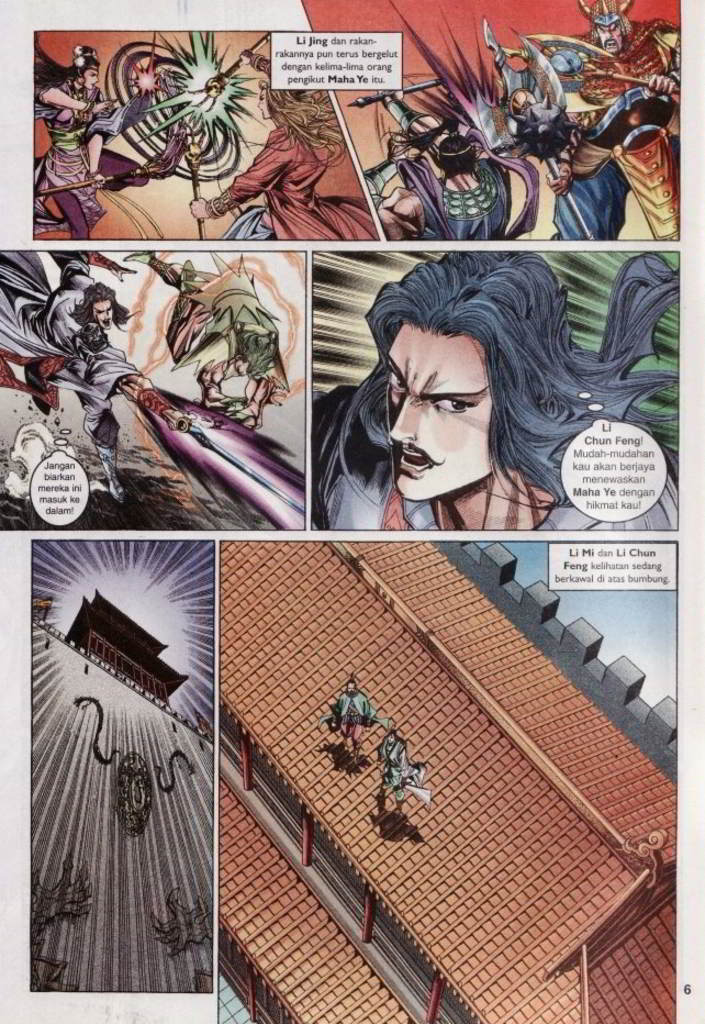 Li Jing dan rakan-
rakannya pun terus bergelut
dengan kelima-lima orang
pengikut Maha Ye itu.
Jangan
biarkan
mereka ini
masuk ke
dalam!
Li
Chun Feng!
Mudah-mudahan
kau akan berjaya
menewaskan
Maha Ye dengan
hikmat kau!
Li Mi dan Li Chun
Feng kelihatan sedang
berkawal di atas bumbung.
6